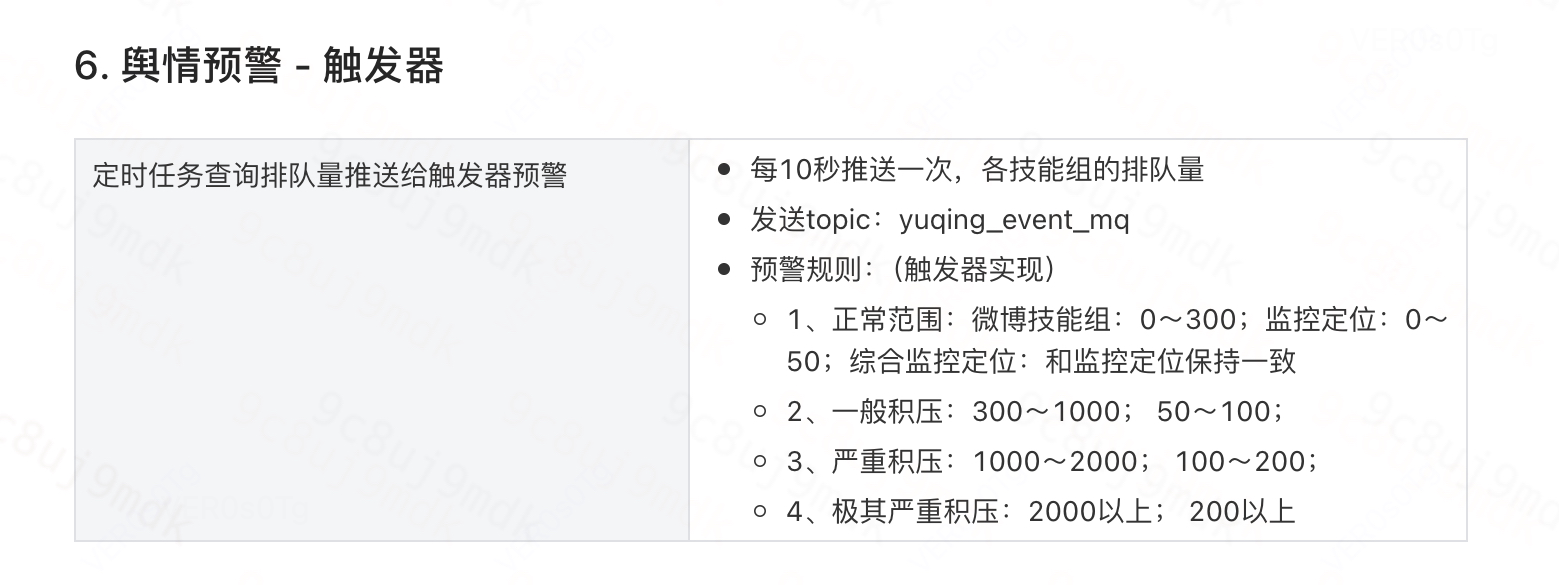 6. 舆情预警 - 触发器
定时任务查询排队量推送给触发器预警
每10秒推送一次，各技能组的排队量
发送topic：yuqing_event_mq
预警规则：（触发器实现）
1、正常范围：微博技能组：0～300；监控定位：0～
50；综合监控定位：和监控定位保持一致
2、一般积压：300～1000； 50～100；
3、严重积压：1000～2000； 100～200；
4、极其严重积压：2000以上； 200以上
9c8uj9mdk